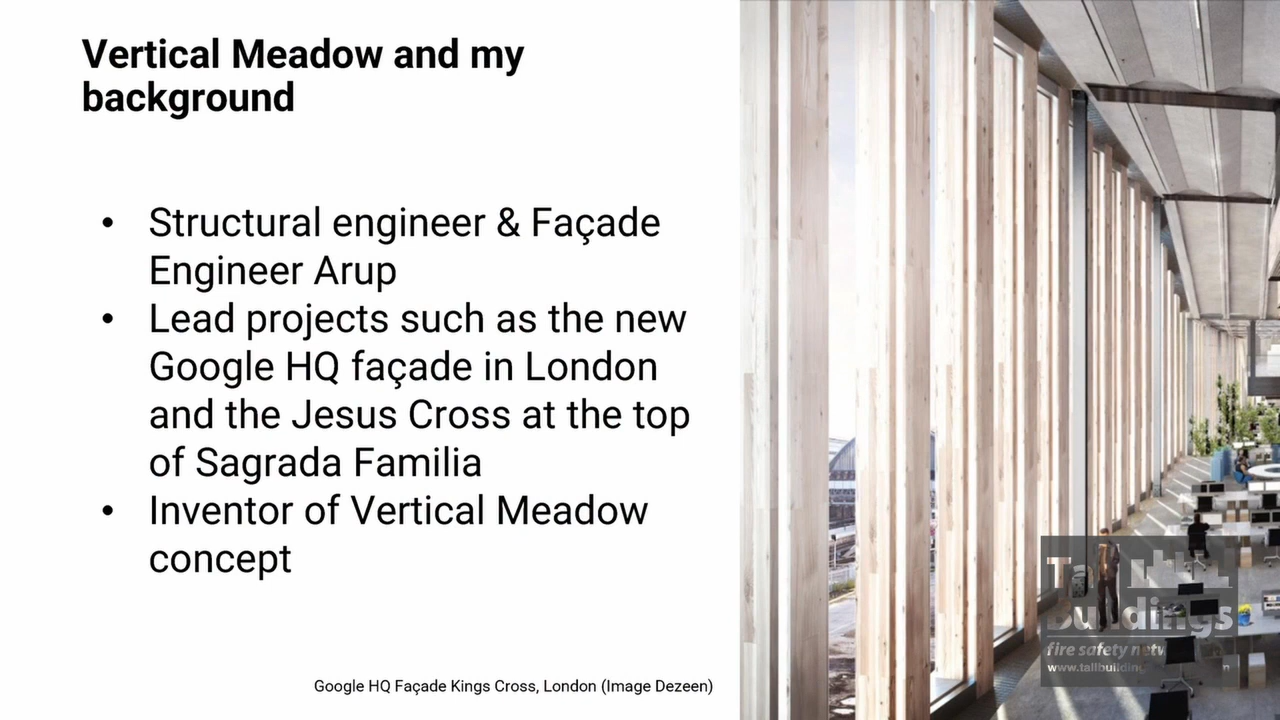 Vertical Meadow and my
background
• Structural engineer & Façade
Engineer Arup
• Lead projects such as the new
Google HQ façade in London
and the Jesus Cross at the top
of Sagrada Familia
• Inventor of Vertical Meadow
concept
Google HQ Façade Kings Cross, London (Image Dezeen)
Buildings
fire safety